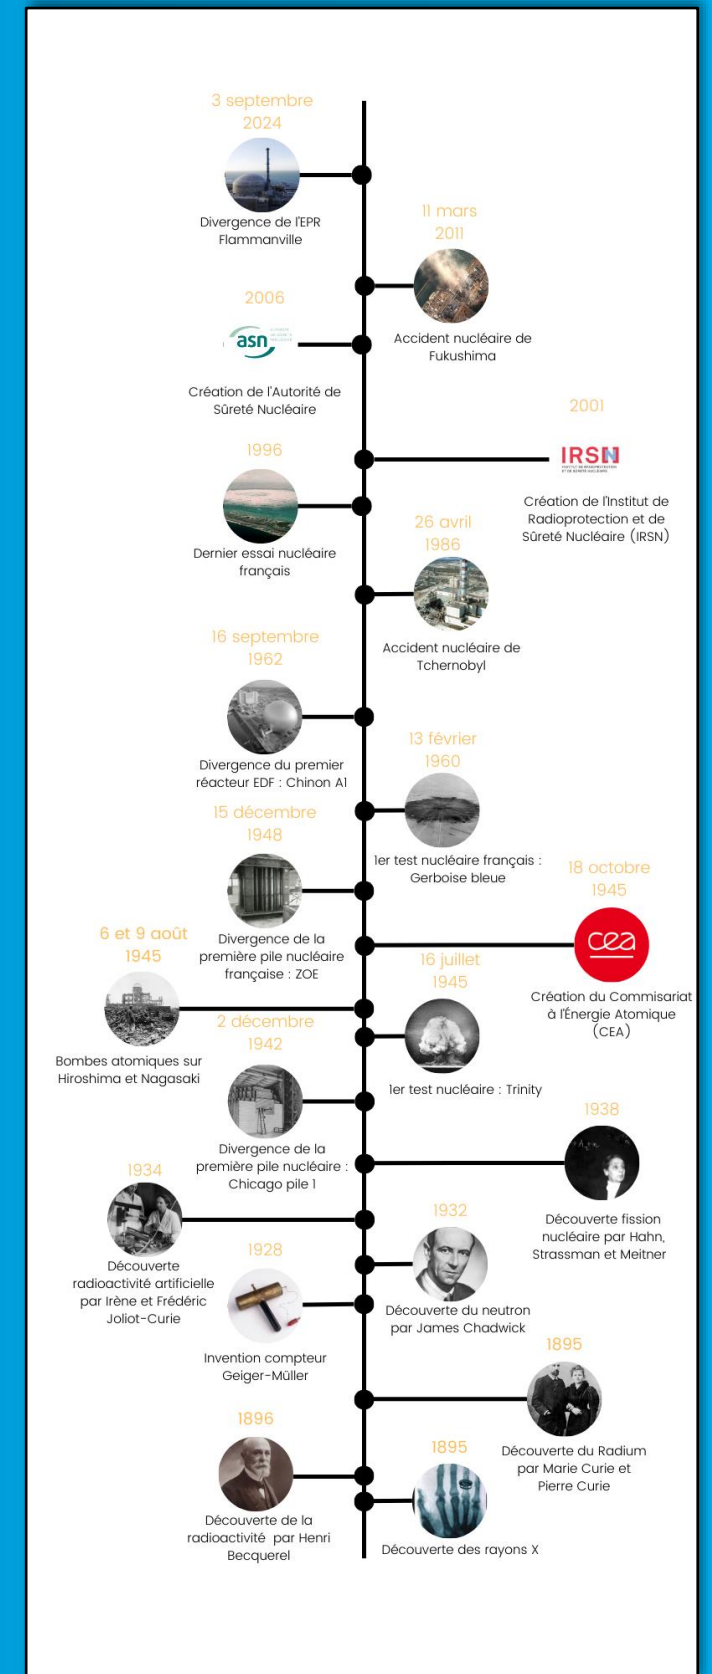 3 septembre
2024
Divergence de l'EPR
Flammanville
11 mars
2011
Accident nucléaire de
Fukushima
2006
asn
Création de l'Autorité de
Sûreté Nucléaire
2001
IRSN
INSTITUT DE RADIOPROTECTION
ET DE SÛRETÉ NUCLÉAIRE
Création de l'Institut de
Radioprotection et de
Sûreté Nucléaire (IRSN)
1996
Dernier essai nucléaire
français
26 avril
1986
Accident nucléaire de
Tchernobyl
16 septembre
1962
Divergence du premier
réacteur EDF : Chinon A1
13 février
1960
1er test nucléaire français :
Gerboise bleue
15 décembre
1948
Divergence de la
première pile nucléaire
française : ZOE
18 octobre
1945
cea
Création du Commisariat
à l'Énergie Atomique
(CEA)
6 et 9 août
1945
Bombes atomiques sur
Hiroshima et Nagasaki
16 juillet
1945
1er test nucléaire : Trinity
2 décembre
1942
Divergence de la
première pile nucléaire :
Chicago pile 1
1938
Découverte fission
nucléaire par Hahn,
Strassman et Meitner
1934
Découverte
radioactivité artificielle
par Irène et Frédéric
Joliot-Curie
1932
Découverte du neutron
par James Chadwick
1928
Invention compteur
Geiger-Müller
1895
Découverte du Radium
par Marie Curie et
Pierre Curie
1896
Découverte de la
radioactivité par Henri
Becquerel
1895
Découverte des rayons X